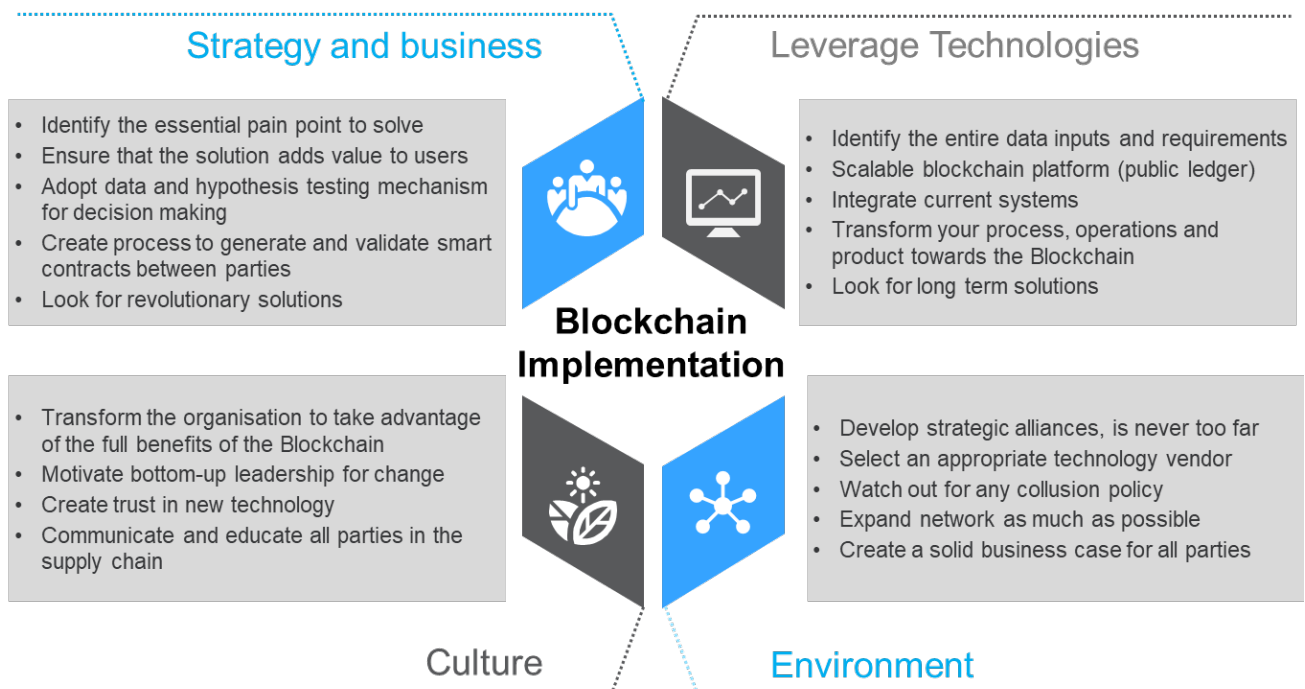 Strategy and business
• Identify the essential pain point to solve
• Ensure that the solution adds value to users
• Adopt data and hypothesis testing mechanism
for decision making
• Create process to generate and validate smart
contracts between parties
• Look for revolutionary solutions
Leverage Technologies
• Identify the entire data inputs and requirements
• Scalable blockchain platform (public ledger)
• Integrate current systems
• Transform your process, operations and
product towards the Blockchain
• Look for long term solutions
Blockchain
Implementation
• Transform the organisation to take advantage
of the full benefits of the Blockchain
• Motivate bottom-up leadership for change
• Create trust in new technology
• Communicate and educate all parties in the
supply chain
Culture
• Develop strategic alliances, is never too far
• Select an appropriate technology vendor
• Watch out for any collusion policy
• Expand network as much as possible
• Create a solid business case for all parties
Environment